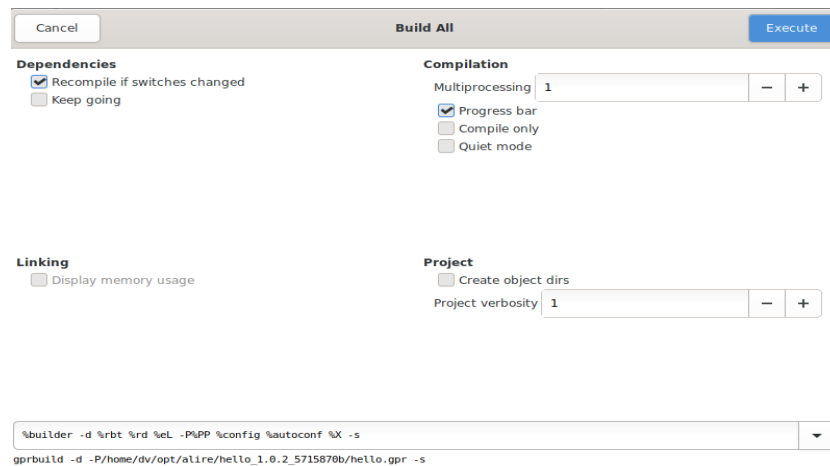 Cancel Build All Execute
Dependencies
Recompile if switches changed
Keep going
Compilation
Multiprocessing 1 − +
Progress bar
Compile only
Quiet mode
Linking
Display memory usage
Project
Create object dirs
Project verbosity 1 − +
%builder -d %rbt %rd %eL -P%PP %config %autoconf %X -s
gprbuild -d -P/home/dv/opt/alire/hello_1.0.2_5715870b/hello.gpr -s